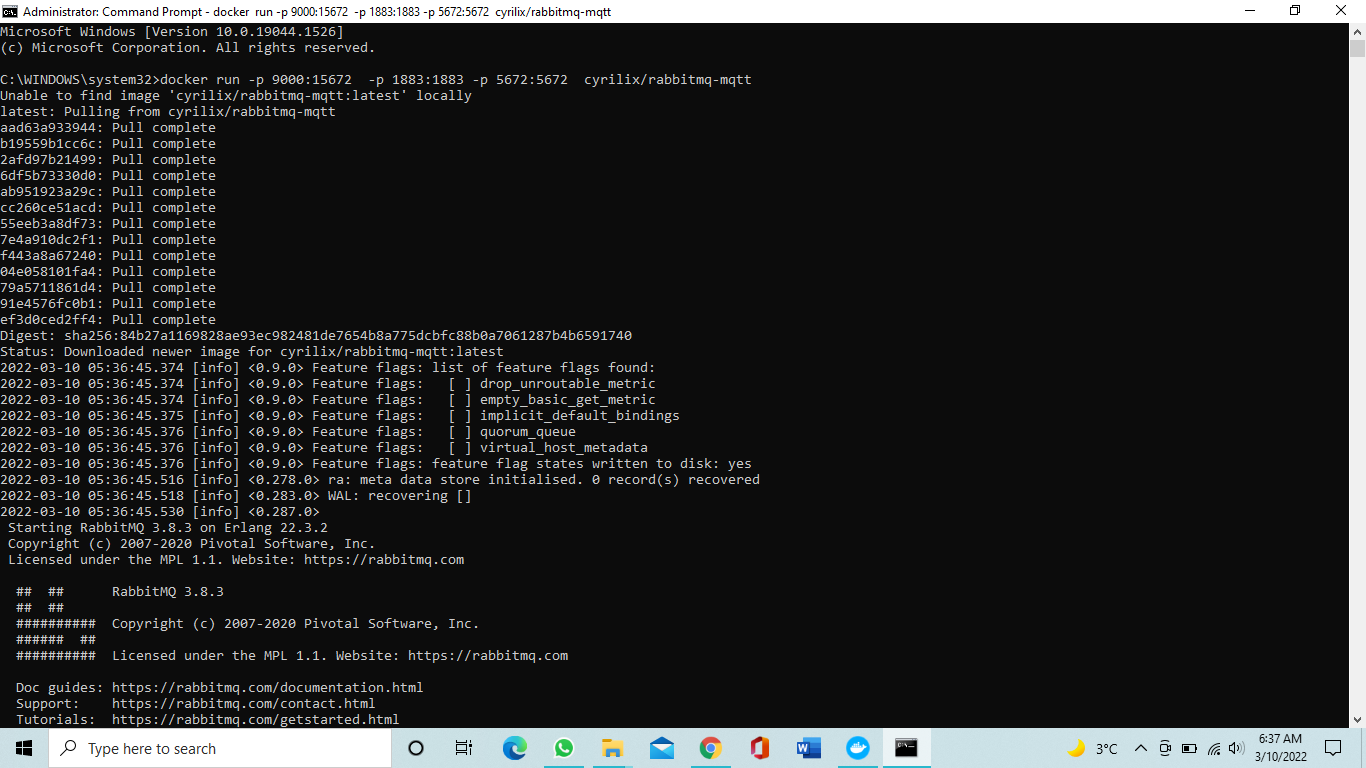 Administrator: Command Prompt - docker  run -p 9000:15672  -p 1883:1883 -p 5672:5672  cyrilix/rabbitmq-mqtt
Microsoft Windows [Version 10.0.19044.1526]
(c) Microsoft Corporation. All rights reserved.
C:\WINDOWS\system32>docker run -p 9000:15672  -p 1883:1883 -p 5672:5672  cyrilix/rabbitmq-mqtt
Unable to find image 'cyrilix/rabbitmq-mqtt:latest' locally
latest: Pulling from cyrilix/rabbitmq-mqtt
aad63a933944: Pull complete
b19559b1cc6c: Pull complete
2afd97b21499: Pull complete
6df5b73330d0: Pull complete
ab951923a29c: Pull complete
cc260ce51acd: Pull complete
55eeb3a8df73: Pull complete
7e4a910dc2f1: Pull complete
f443a8a67240: Pull complete
04e058101fa4: Pull complete
79a5711861d4: Pull complete
91e4576fc0b1: Pull complete
ef3d0ced2ff4: Pull complete
Digest: sha256:84b27a1169828ae93ec982481de7654b8a775dcbfc88b0a7061287b4b6591740
Status: Downloaded newer image for cyrilix/rabbitmq-mqtt:latest
2022-03-10 05:36:45.374 [info] <0.9.0> Feature flags: list of feature flags found:
2022-03-10 05:36:45.374 [info] <0.9.0> Feature flags:   [ ] drop_unroutable_metric
2022-03-10 05:36:45.374 [info] <0.9.0> Feature flags:   [ ] empty_basic_get_metric
2022-03-10 05:36:45.375 [info] <0.9.0> Feature flags:   [ ] implicit_default_bindings
2022-03-10 05:36:45.376 [info] <0.9.0> Feature flags:   [ ] quorum_queue
2022-03-10 05:36:45.376 [info] <0.9.0> Feature flags:   [ ] virtual_host_metadata
2022-03-10 05:36:45.376 [info] <0.9.0> Feature flags: feature flag states written to disk: yes
2022-03-10 05:36:45.516 [info] <0.278.0> ra: meta data store initialised. 0 record(s) recovered
2022-03-10 05:36:45.518 [info] <0.283.0> WAL: recovering []
2022-03-10 05:36:45.530 [info] <0.287.0>
 Starting RabbitMQ 3.8.3 on Erlang 22.3.2
 Copyright (c) 2007-2020 Pivotal Software, Inc.
 Licensed under the MPL 1.1. Website: https://rabbitmq.com
  ##  ##      RabbitMQ 3.8.3
  ##  ##
  ##########  Copyright (c) 2007-2020 Pivotal Software, Inc.
  ######  ##
  ##########  Licensed under the MPL 1.1. Website: https://rabbitmq.com
  Doc guides: https://rabbitmq.com/documentation.html
  Support:    https://rabbitmq.com/contact.html
  Tutorials:  https://rabbitmq.com/getstarted.html
Type here to search
3°C
6:37 AM
3/10/2022